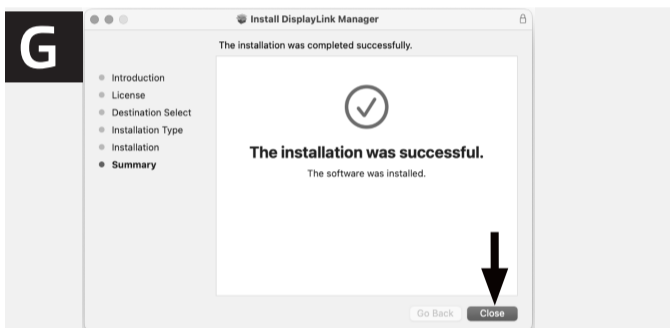 G
Install DisplayLink Manager
The installation was completed successfully.
Introduction
License
Destination Select
Installation Type
Installation
Summary
The installation was successful.
The software was installed.
Go Back
Close